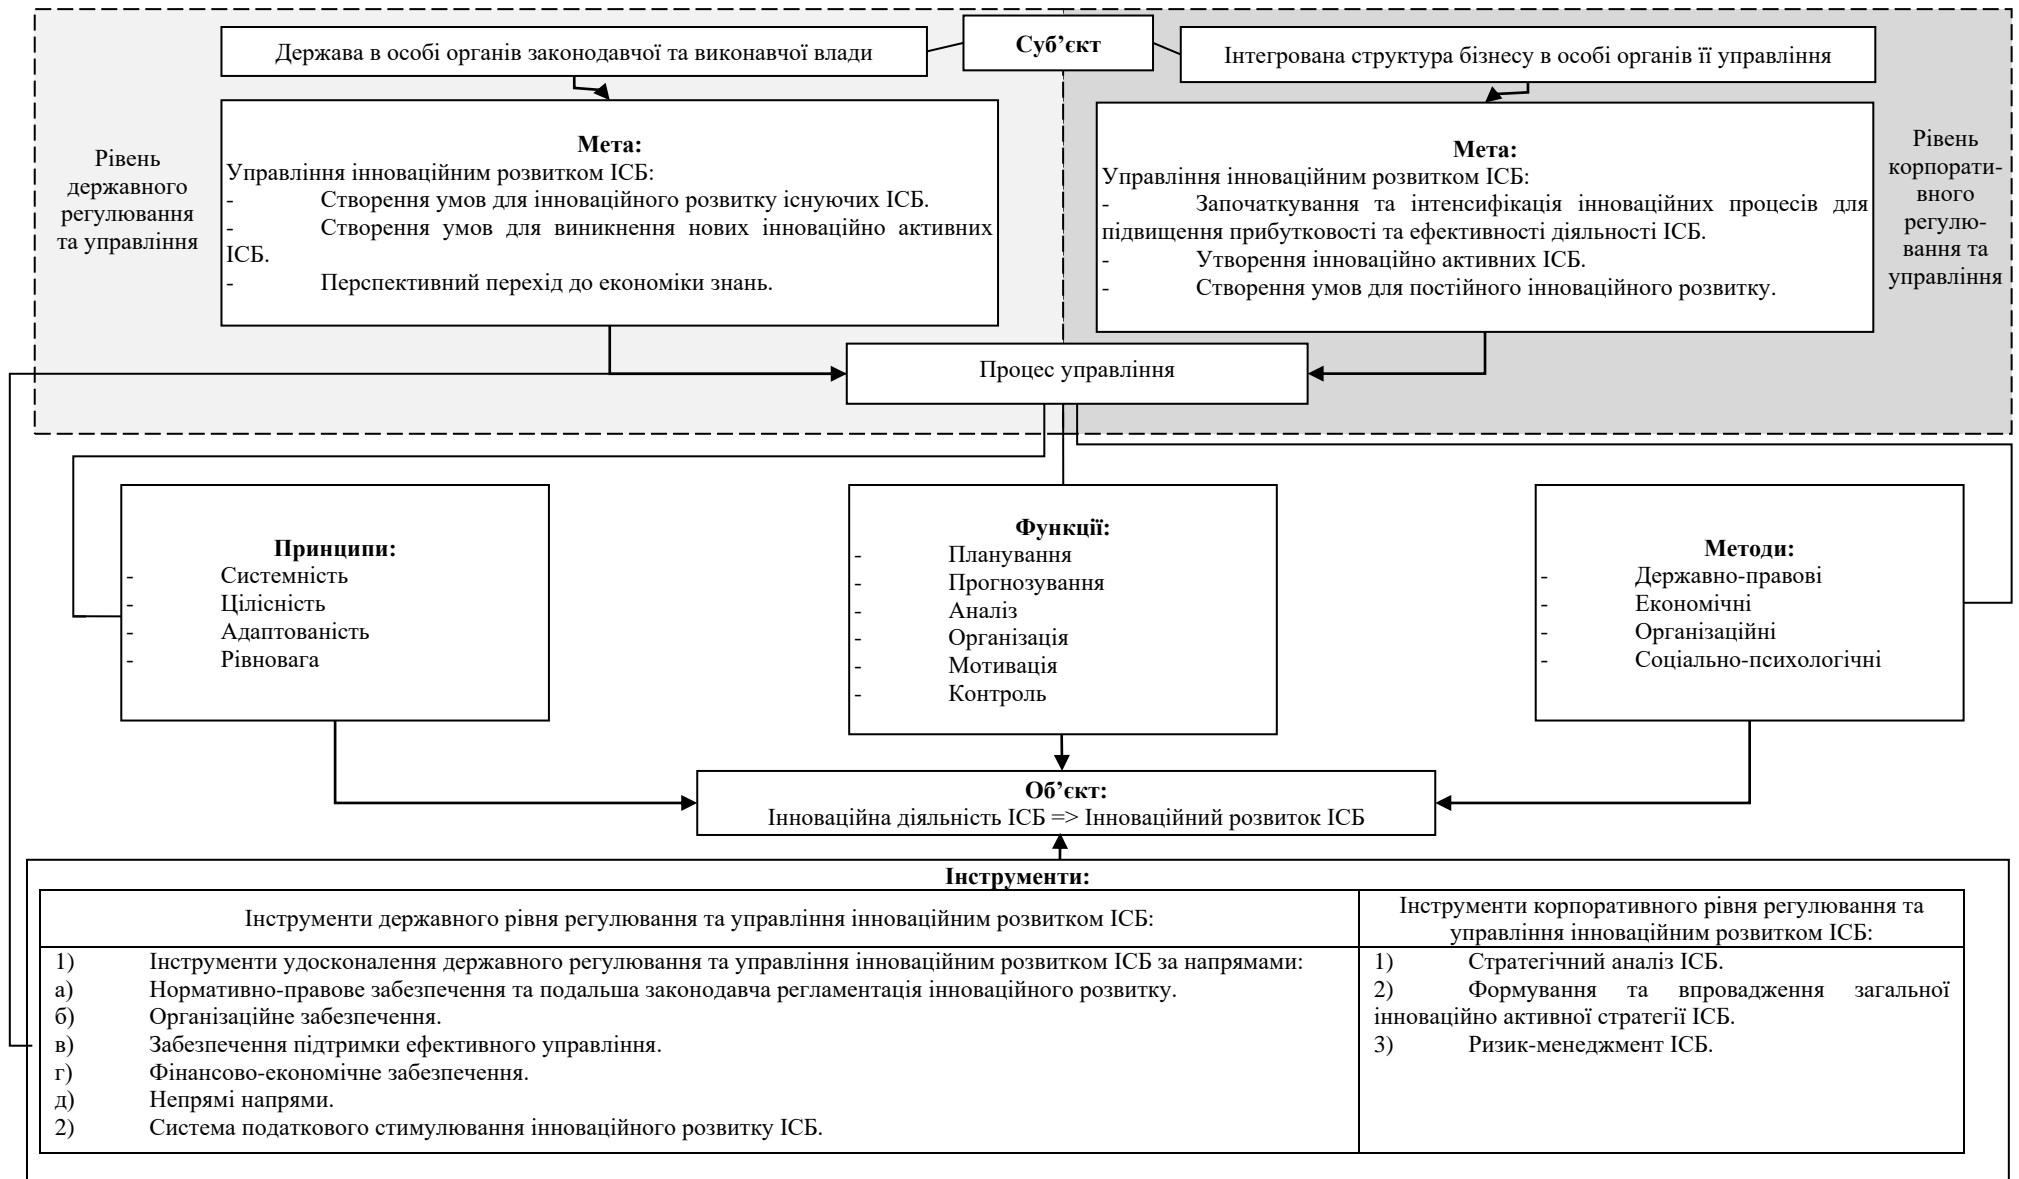 Суб’єкт
Держава в особі органів законодавчої та виконавчої влади
Інтегрована структура бізнесу в особі органів її управління
Рівень
державного
регулювання
та управління
Мета:
Управління інноваційним розвитком ІСБ:
- Створення умов для інноваційного розвитку існуючих ІСБ.
- Створення умов для виникнення нових інноваційно активних
ІСБ.
- Перспективний перехід до економіки знань.
Мета:
Управління інноваційним розвитком ІСБ:
- Започаткування та інтенсифікація інноваційних процесів для
підвищення прибутковості та ефективності діяльності ІСБ.
- Утворення інноваційно активних ІСБ.
- Створення умов для постійного інноваційного розвитку.
Рівень
корпорати-
вного
регулю-
вання та
управління
Процес управління
Принципи:
- Системність
- Цілісність
- Адаптованість
- Рівновага
Функції:
- Планування
- Прогнозування
- Аналіз
- Організація
- Мотивація
- Контроль
Методи:
- Державно-правові
- Економічні
- Організаційні
- Соціально-психологічні
Об’єкт:
Інноваційна діяльність ІСБ => Інноваційний розвиток ІСБ
Інструменти:
Інструменти державного рівня регулювання та управління інноваційним розвитком ІСБ:
1) Інструменти удосконалення державного регулювання та управління інноваційним розвитком ІСБ за напрямами:
а) Нормативно-правове забезпечення та подальша законодавча регламентація інноваційного розвитку.
б) Організаційне забезпечення.
в) Забезпечення підтримки ефективного управління.
г) Фінансово-економічне забезпечення.
д) Непрямі напрями.
2) Система податкового стимулювання інноваційного розвитку ІСБ.
Інструменти корпоративного рівня регулювання та
управління інноваційним розвитком ІСБ:
1) Стратегічний аналіз ІСБ.
2) Формування та впровадження загальної
інноваційно активної стратегії ІСБ.
3) Ризик-менеджмент ІСБ.